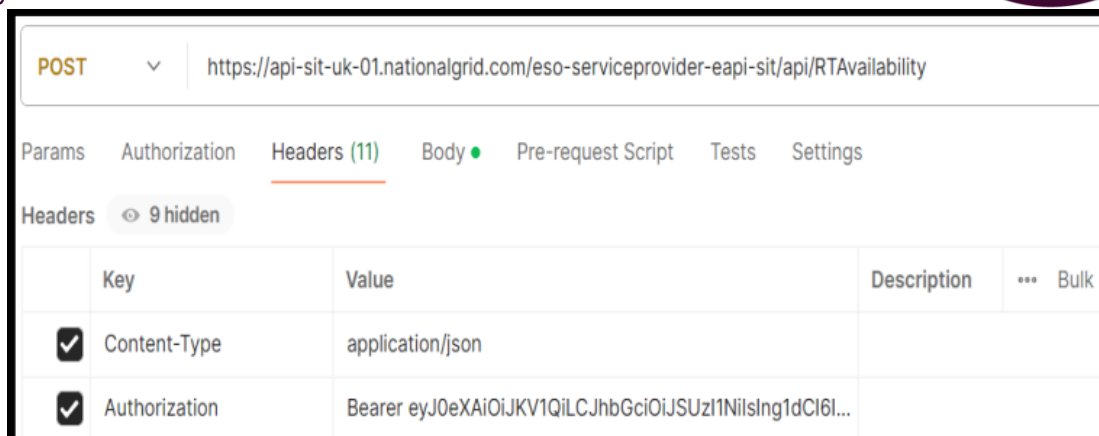 POST https://api-sit-uk-01.nationalgrid.com/eso-serviceprovider-eapi-sit/api/RTAvailability
Params Authorization Headers (11) Body Pre-request Script Tests Settings
Headers 9 hidden
Key Value Description ••• Bulk
Content-Type application/json
Authorization Bearer eyJ0eXAiOiJKV1QiLCJhbGciOiJSUzI1NiIsIng1dCI6I...